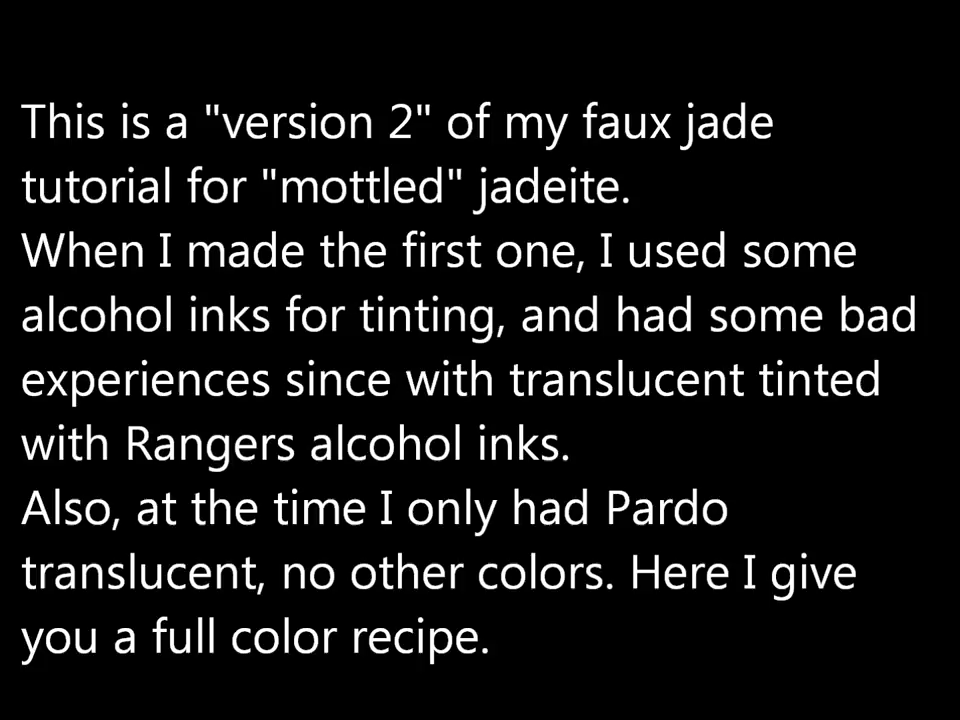 This is a "version 2" of my faux jade
tutorial for "mottled" jadeite.
When I made the first one, I used some
alcohol inks for tinting, and had some bad
experiences since with translucent tinted
with Rangers alcohol inks.
Also, at the time I only had Pardo
translucent, no other colors. Here I give
you a full color recipe.